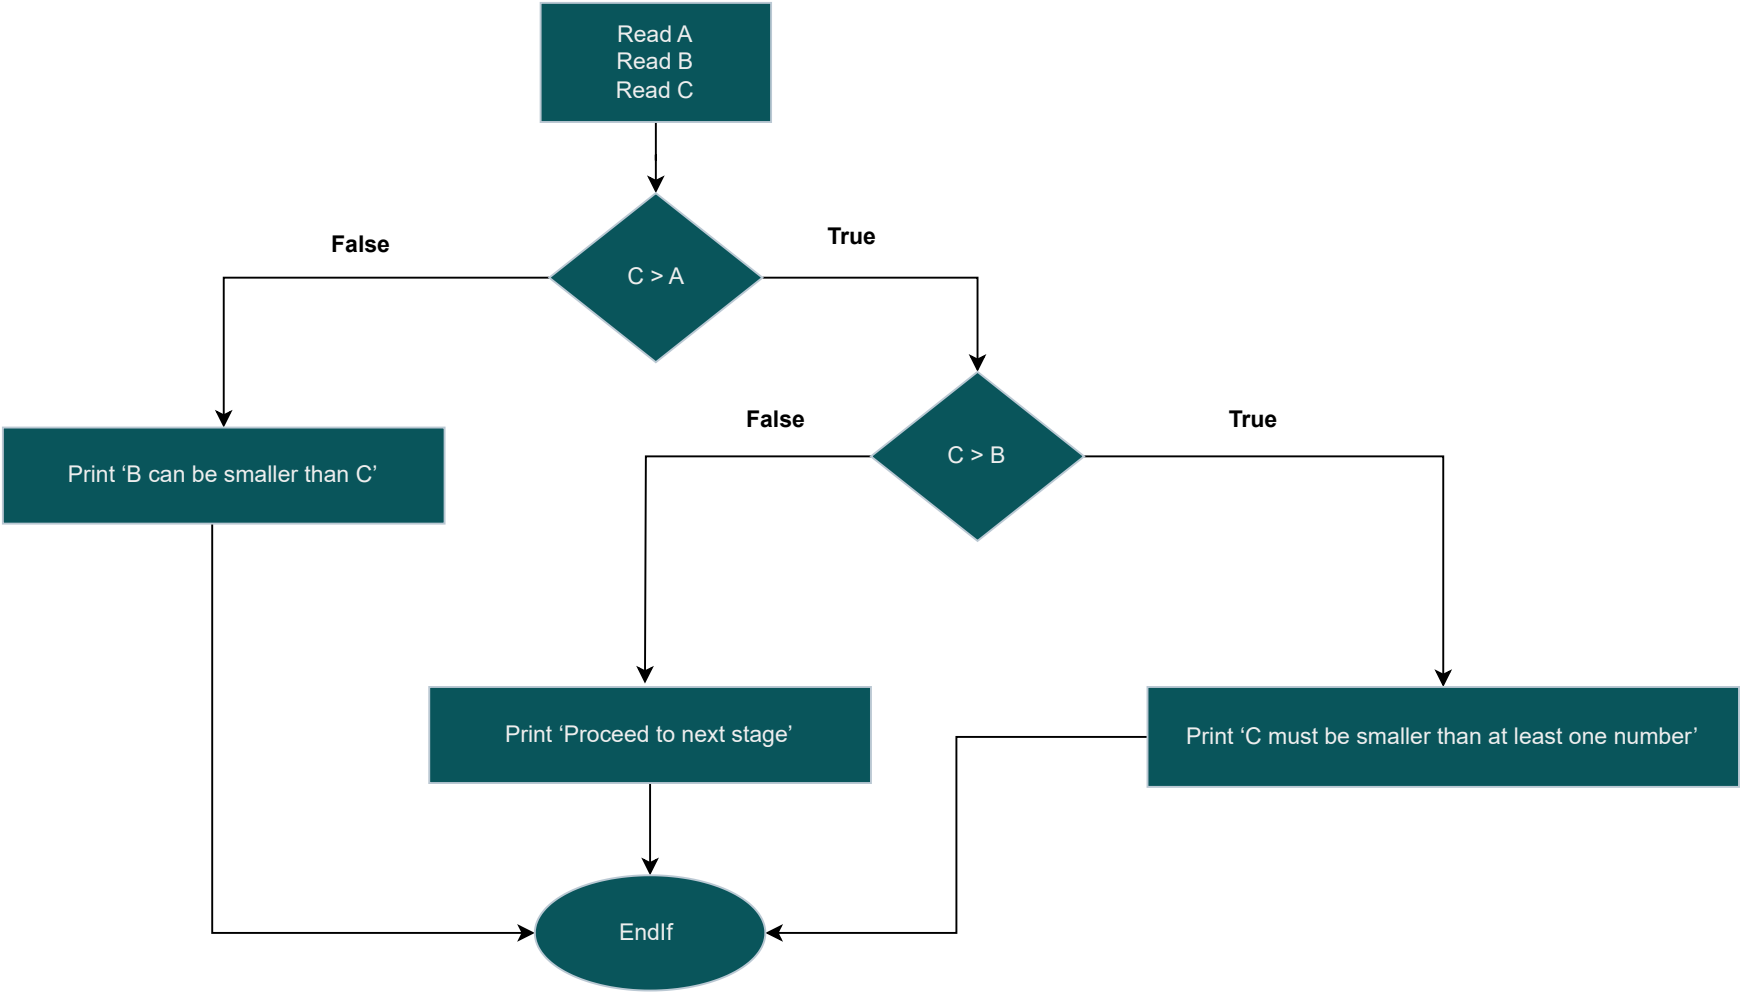 Read A
Read B
Read C
False
True
C > A
False
True
C > B
Print ‘B can be smaller than C’
Print ‘Proceed to next stage’
Print ‘C must be smaller than at least one number’
EndIf